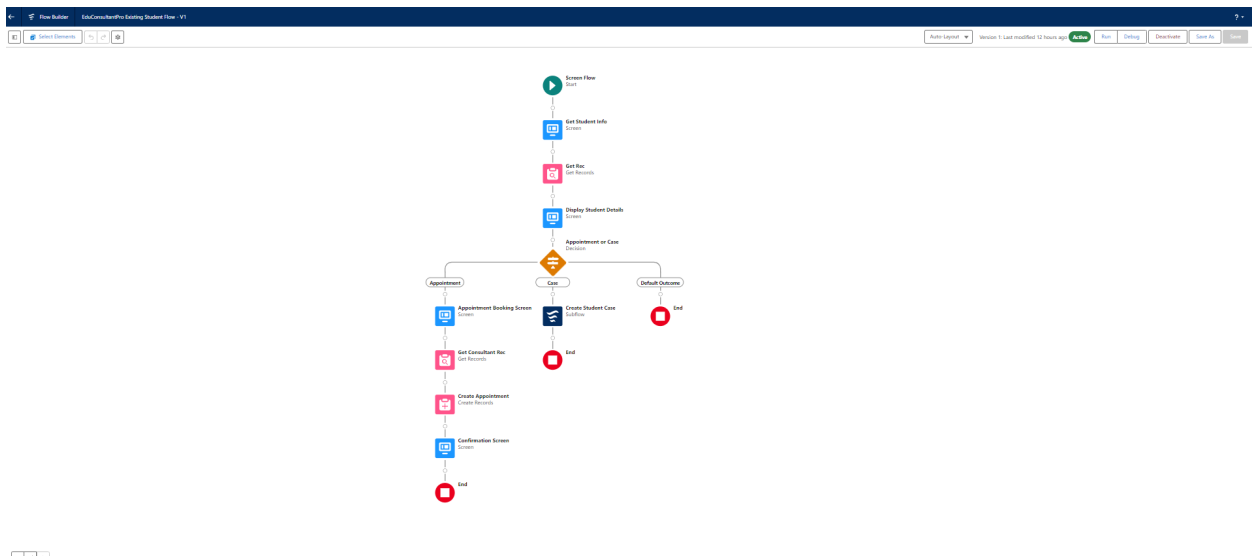 Flow Builder EduConsultantPro Existing Student Flow - V1 ?
Select Elements Auto-Layout Version 1: Last modified 12 hours ago Active Run Debug Deactivate Save As Save
Screen Flow
Start
Get Student Info
Screen
Get Rec
Get Records
Display Student Details
Screen
Appointment or Case
Decision
Appointment Case Default Outcome
Appointment Booking Screen
Screen
Create Student Case
Subflow
End
Get Consultant Rec
Get Records
End
Create Appointment
Create Records
Confirmation Screen
Screen
End